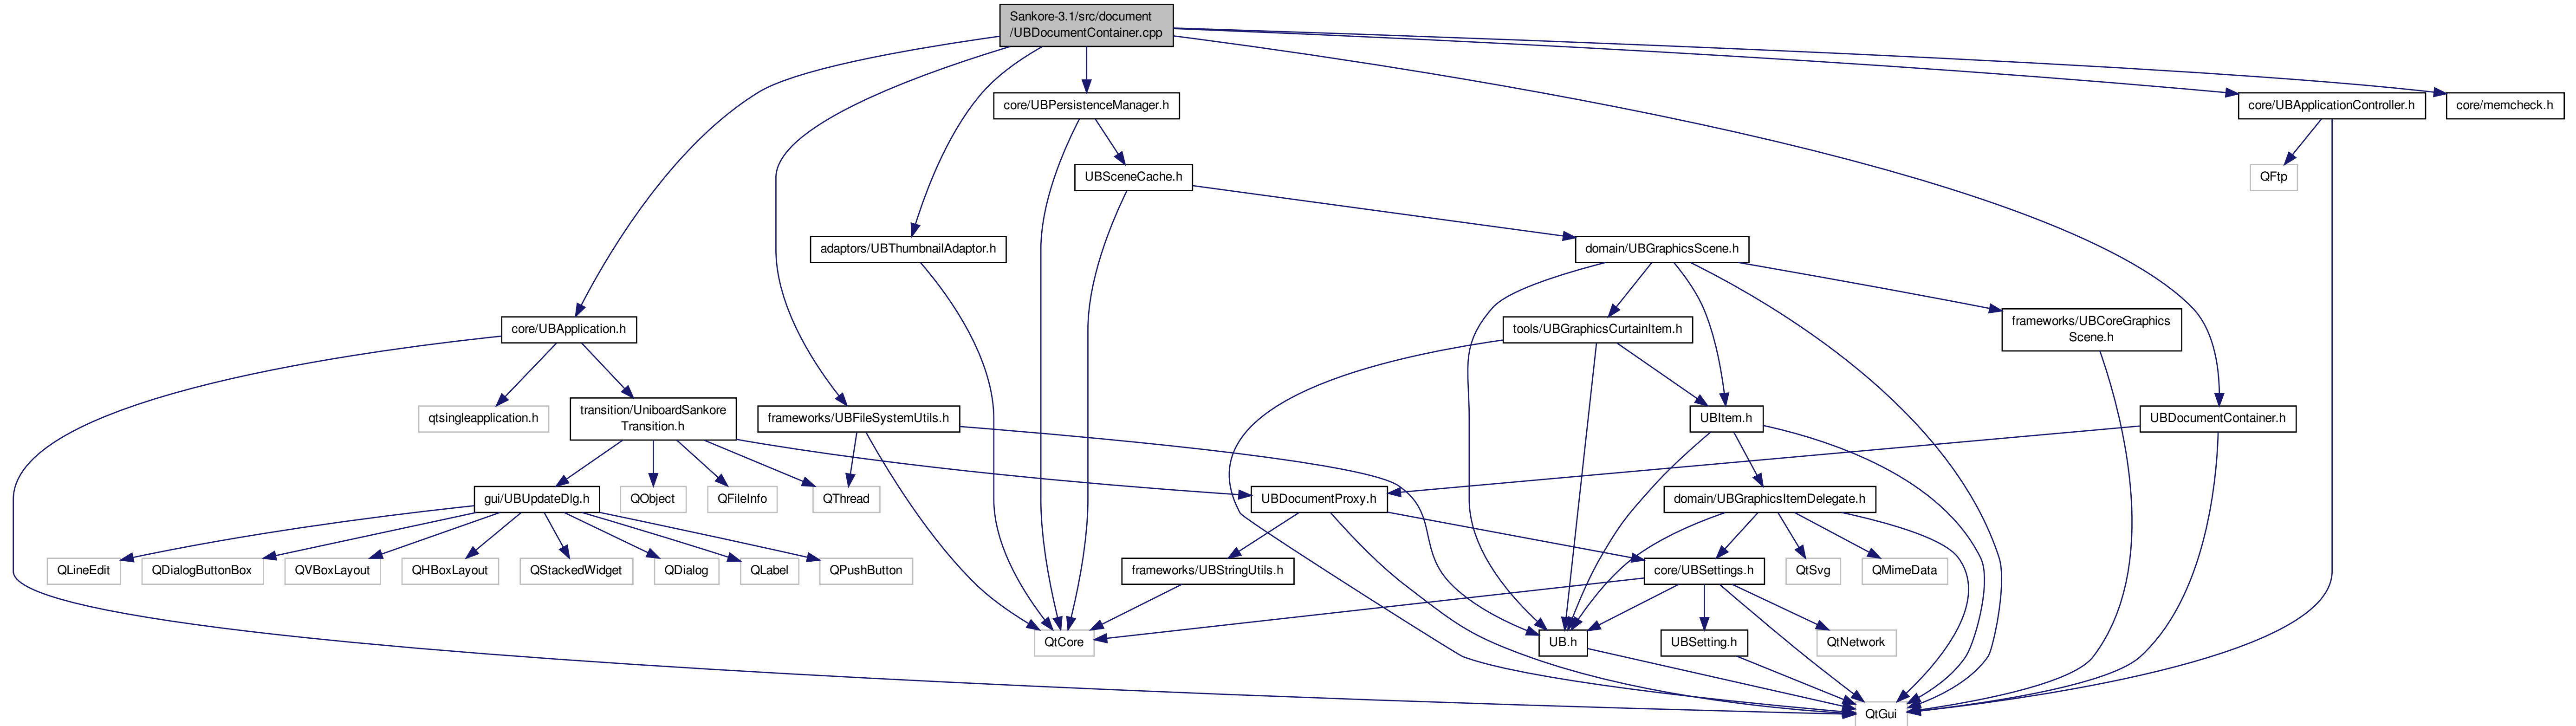 Sankore-3.1/src/document
/UBDocumentContainer.cpp
core/UBPersistenceManager.h
core/UBApplicationController.h
core/memcheck.h
UBSceneCache.h
QFtp
adaptors/UBThumbnailAdaptor.h
domain/UBGraphicsScene.h
core/UBApplication.h
tools/UBGraphicsCurtainItem.h
frameworks/UBCoreGraphics
Scene.h
qtsingleapplication.h
transition/UniboardSankore
Transition.h
frameworks/UBFileSystemUtils.h
UBItem.h
UBDocumentContainer.h
gui/UBUpdateDlg.h
QObject
QFileInfo
QThread
UBDocumentProxy.h
domain/UBGraphicsItemDelegate.h
QLineEdit
QDialogButtonBox
QVBoxLayout
QHBoxLayout
QStackedWidget
QDialog
QLabel
QPushButton
frameworks/UBStringUtils.h
core/UBSettings.h
QtSvg
QMimeData
QtCore
UB.h
UBSetting.h
QtNetwork
QtGui